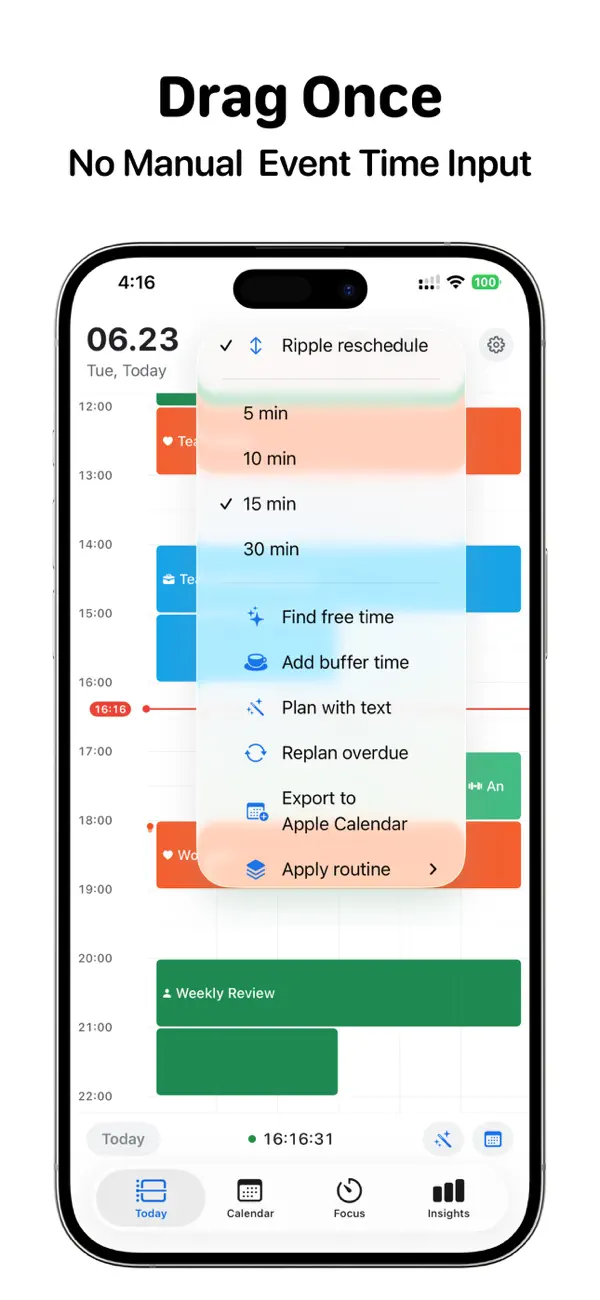 Drag Once
No Manual Event Time Input
4:16
100
06.23
Tue, Today
Ripple reschedule
12:00
5 min
Tea
10 min
13:00
15 min
14:00
30 min
Te
15:00
Find free time
Add buffer time
16:00
16:16
Plan with text
17:00
Replan overdue
An
Export to
Apple Calendar
18:00
Wo
Apply routine
19:00
20:00
Weekly Review
21:00
22:00
Today
16:16:31
Today
Calendar
Focus
Insights